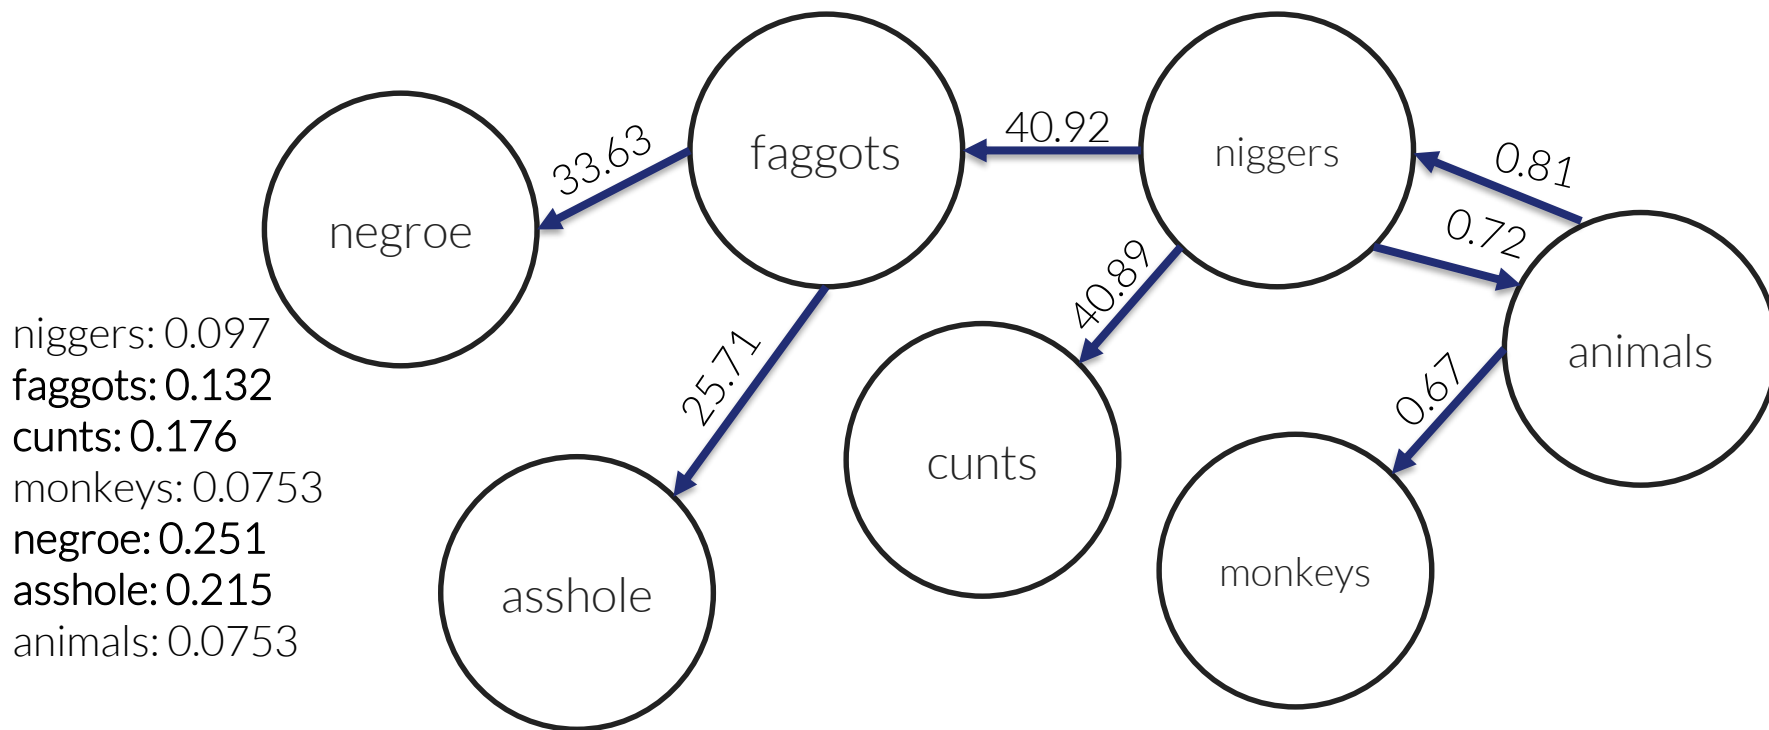 faggots
40.92
niggers
0.81
33.63
negroe
0.72
40.89
niggers: 0.097
faggots: 0.132
cunts: 0.176
monkeys: 0.0753
negroe: 0.251
asshole: 0.215
animals: 0.0753
25.71
cunts
0.67
animals
asshole
monkeys